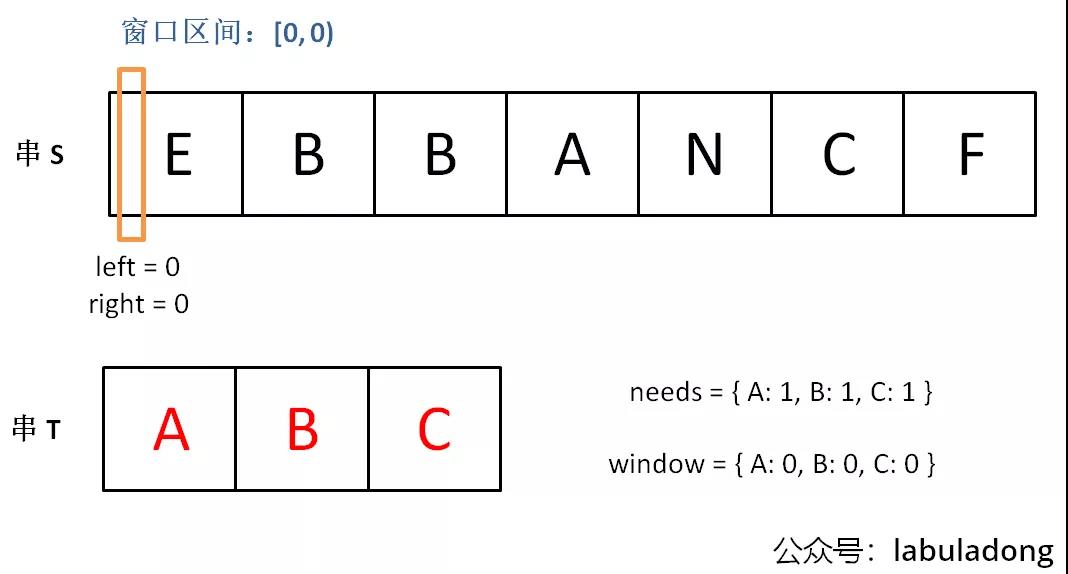 窗口区间：[0, 0)
串 S E B B A N C F
left = 0
right = 0
串 T A B C
needs = { A: 1, B: 1, C: 1 }
window = { A: 0, B: 0, C: 0 }
公众号：labuladong